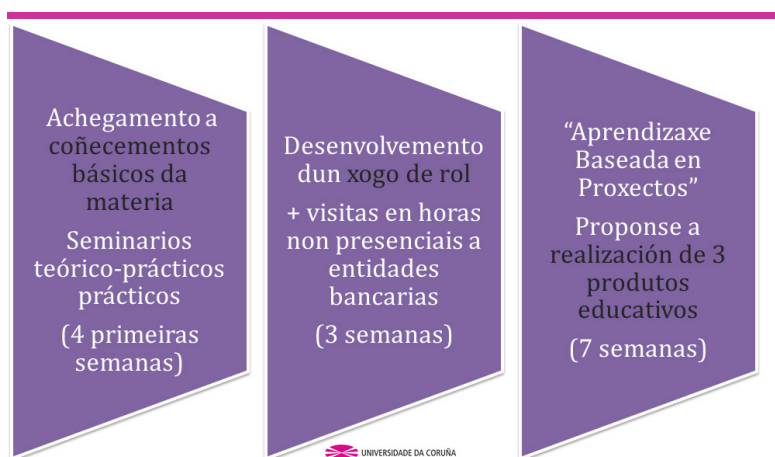 Achegamento a
coñecementos
básicos da
materia
Seminarios
teórico-prácticos
prácticos
(4 primeiras
semanas)
Desenvolvemento
dun xogo de rol
+ visitas en horas
non presenciais a
entidades
bancarias
(3 semanas)
“Aprendizaxe
Baseada en
Proxectos”
Proponse a
realización de 3
produtos
educativos
(7 semanas)
UNIVERSIDADE DA CORUÑA